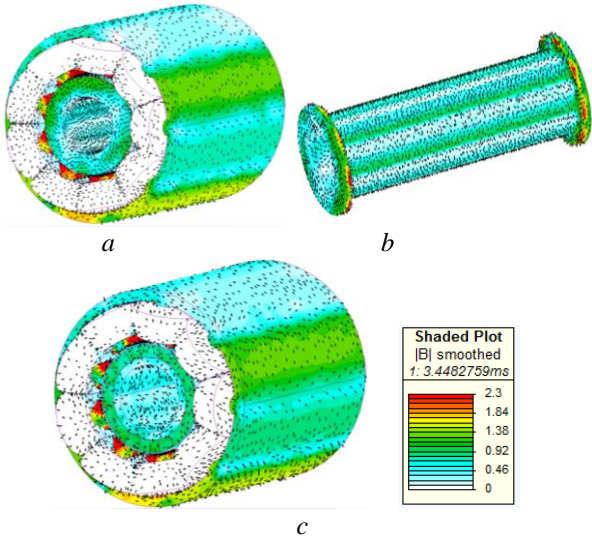 a
b
Shaded Plot
|B| smoothed
1: 3.4482759ms
2.3
1.84
1.38
0.92
0.46
0
c